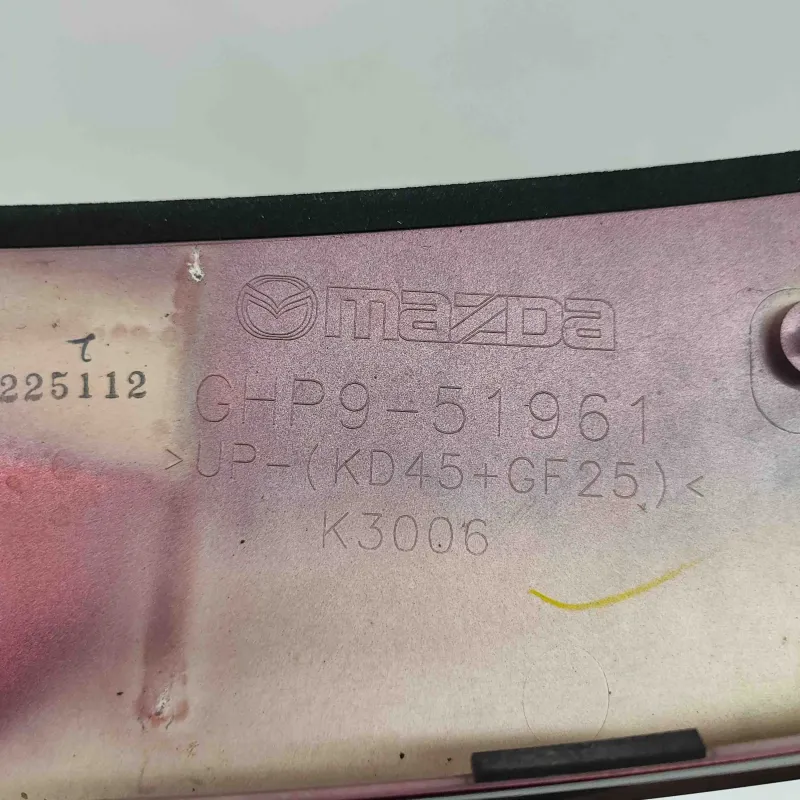 mazda
225112
GHP9-51961
>UP-(KD45+GF25)<
K3006